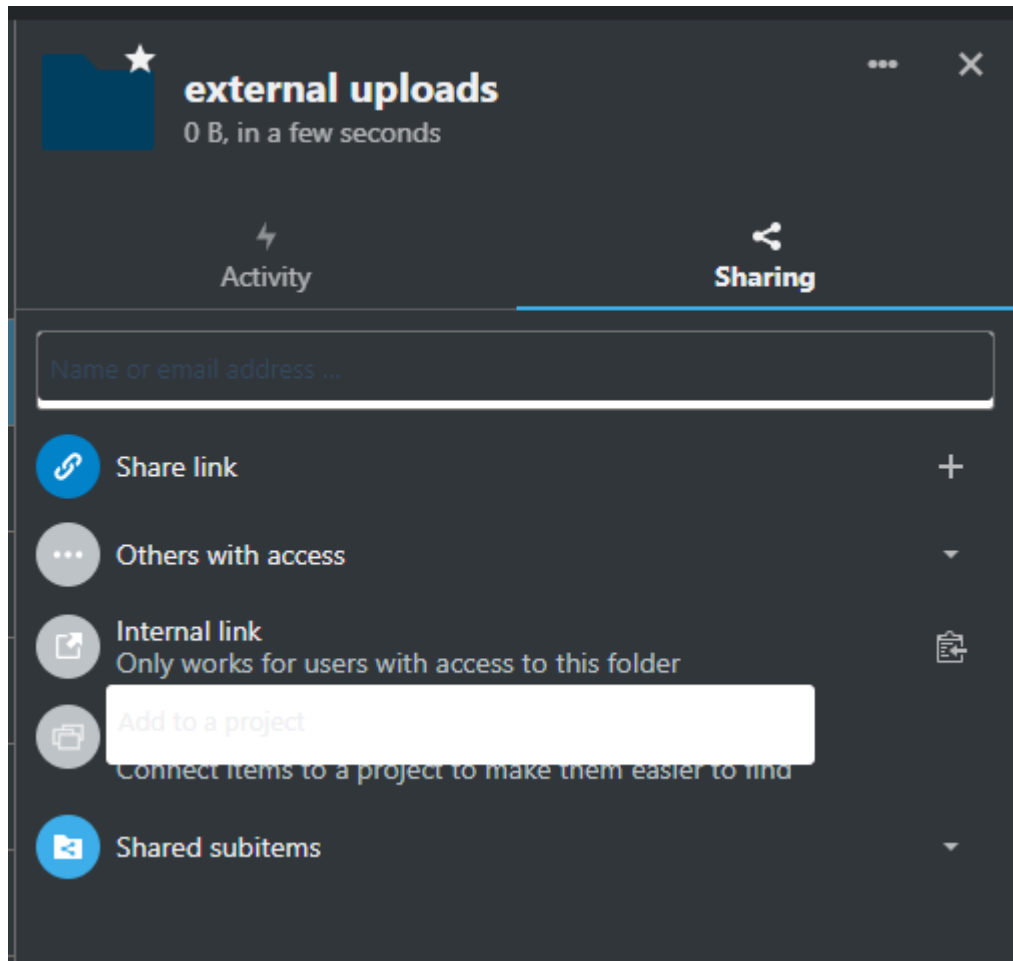 external uploads
0 B, in a few seconds
Activity
Sharing
Name or email address ...
Share link
Others with access
Internal link
Only works for users with access to this folder
Add to a project
Connect items to a project to make them easier to find
Shared subitems